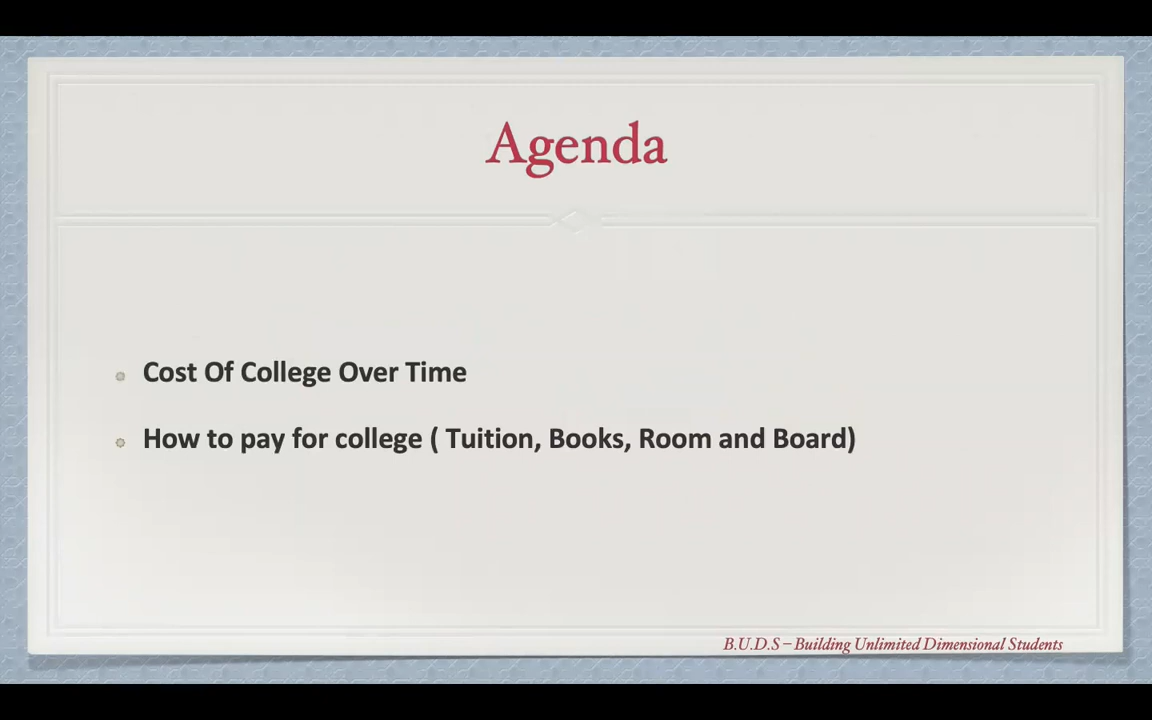 Agenda
Cost Of College Over Time
How to pay for college ( Tuition, Books, Room and Board)
B.U.D.S – Building Unlimited Dimensional Students